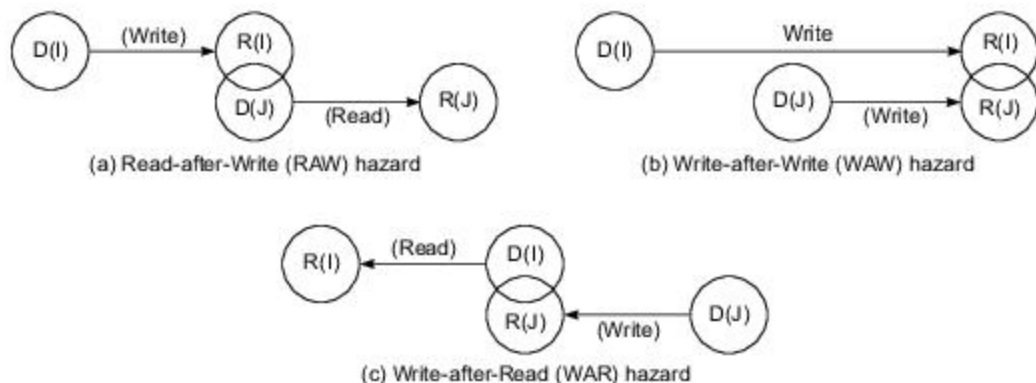 D(I)
(Write)
R(I)
D(J)
(Read)
R(J)
(a) Read-after-Write (RAW) hazard
D(I)
Write
R(I)
D(J)
(Write)
R(J)
(b) Write-after-Write (WAW) hazard
R(I)
(Read)
D(I)
R(J)
(Write)
D(J)
(c) Write-after-Read (WAR) hazard